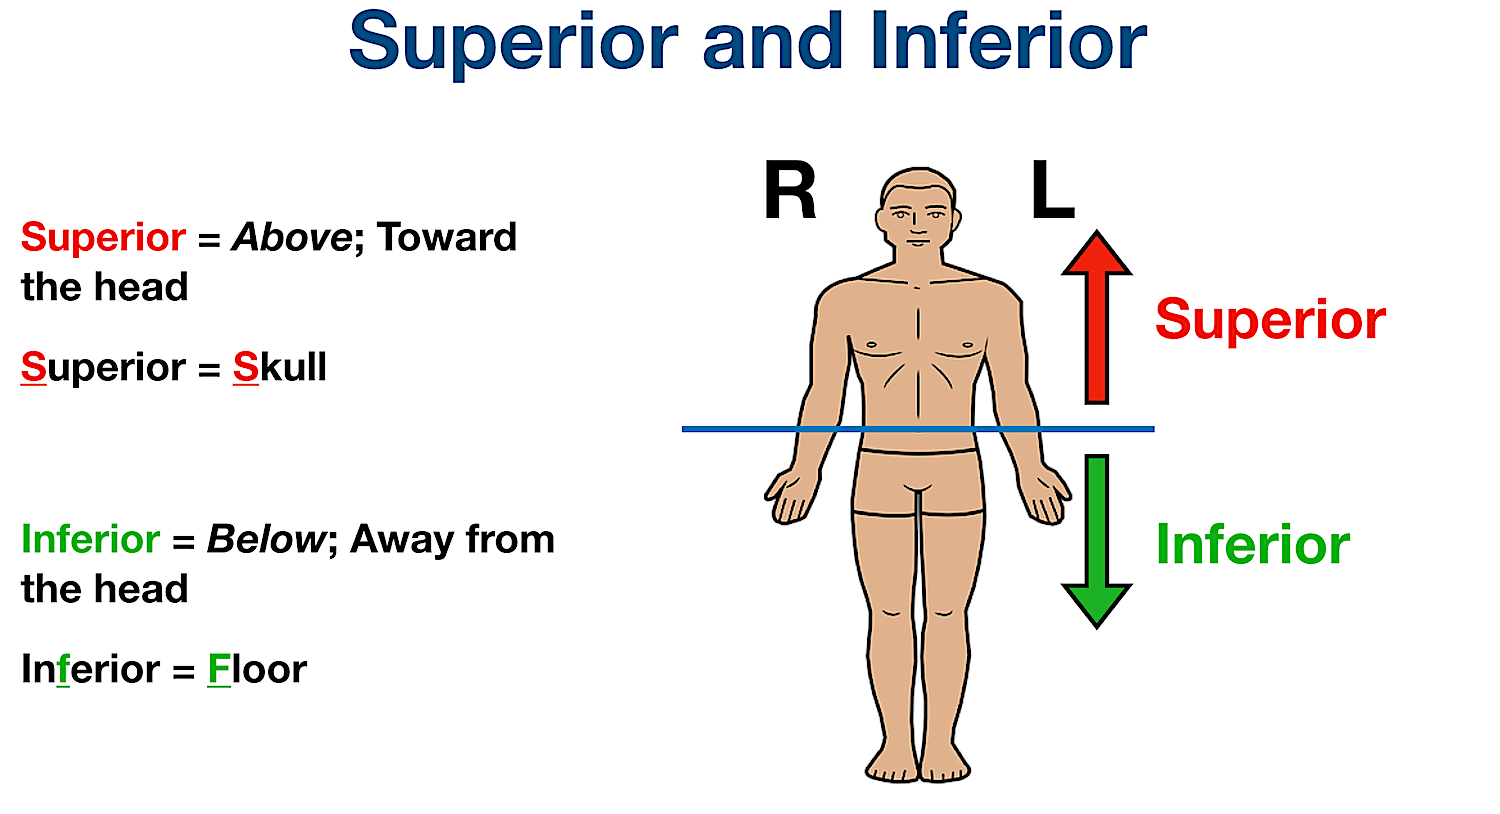 Superior and Inferior
R
L
Superior = Above; Toward
the head
Superior = Skull
Superior
Inferior = Below; Away from
the head
Inferior
Inferior = Floor